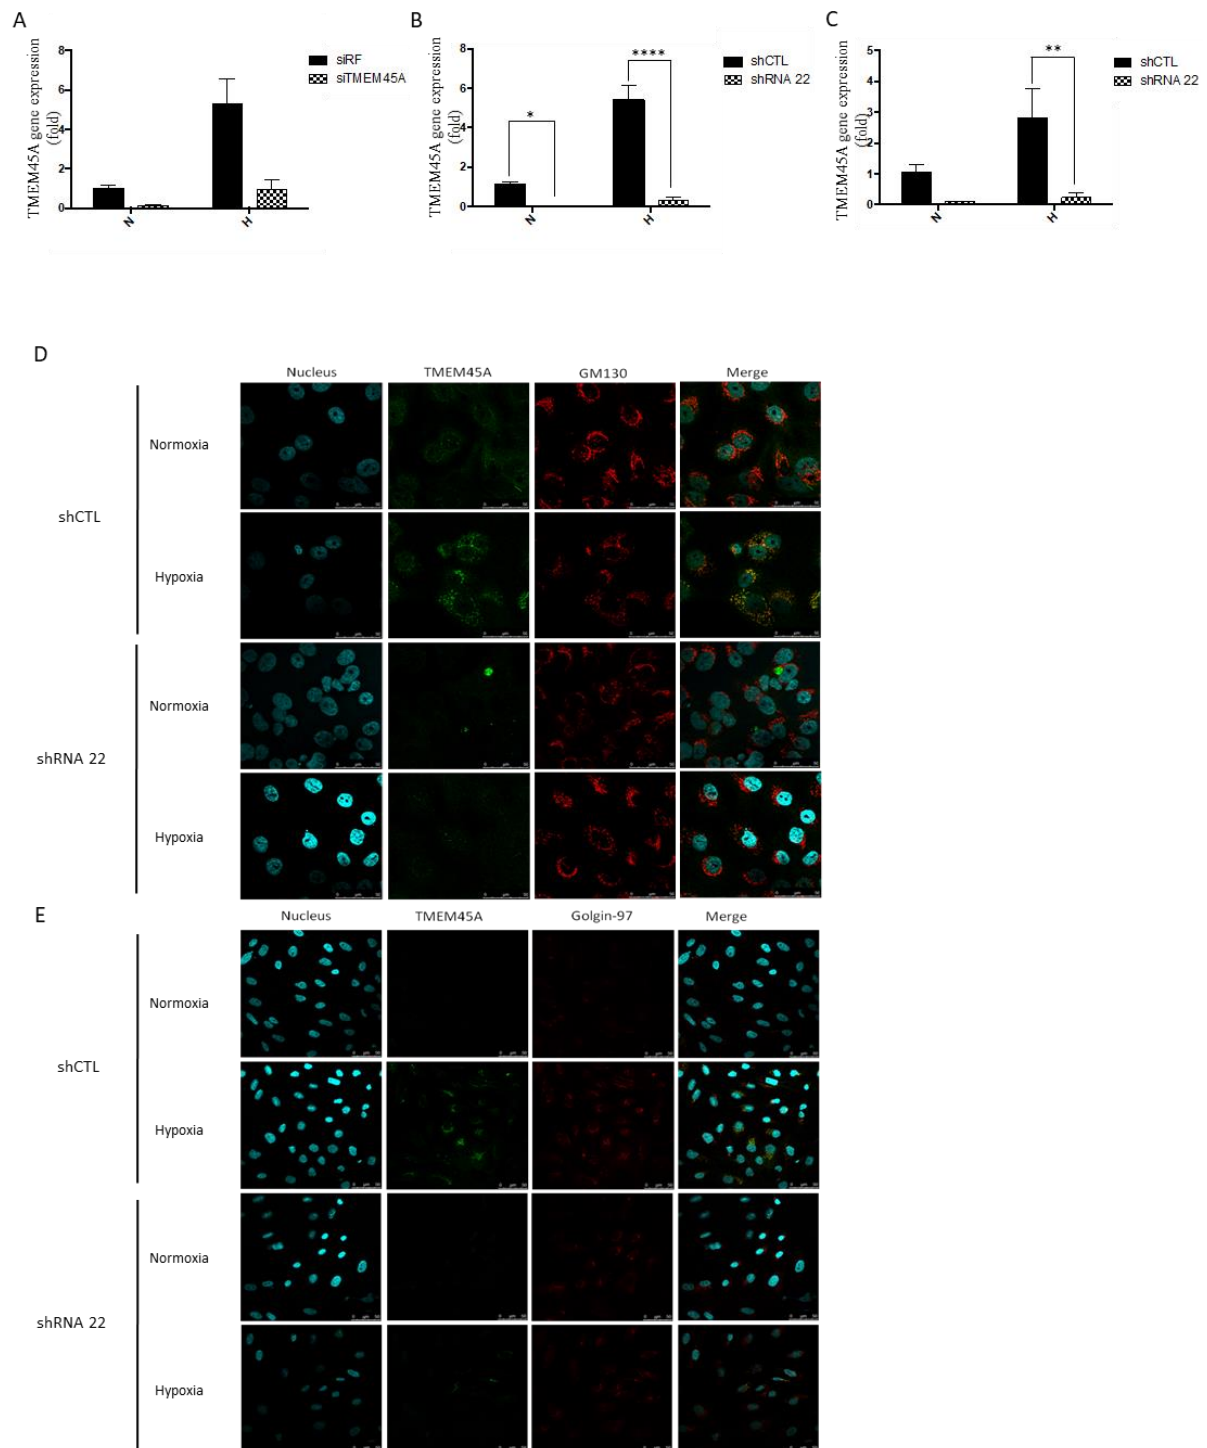 A
TMEM45A gene expression
(fold)
8
6
4
2
0
N
H
siRF
siTMEM45A
B
TMEM45A gene expression
(fold)
8
6
4
2
0
*
****
N
H
shCTL
shRNA 22
C
TMEM45A gene expression
(fold)
5
4
3
2
1
0
**
N
H
shCTL
shRNA 22
D
Nucleus TMEM45A GM130 Merge
shCTL
Normoxia
Hypoxia
shRNA 22
Normoxia
Hypoxia
E
Nucleus TMEM45A Golgin-97 Merge
shCTL
Normoxia
Hypoxia
shRNA 22
Normoxia
Hypoxia